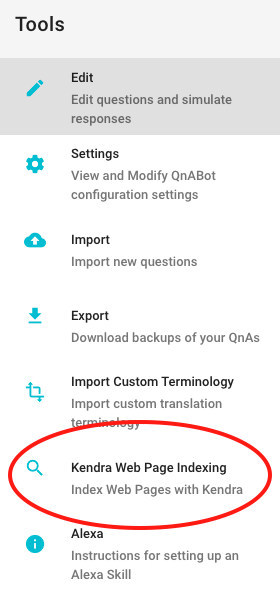 Tools
Edit
Edit questions and simulate
responses
Settings
View and Modify QnABot
configuration settings
Import
Import new questions
Export
Download backups of your QnAs
Import Custom Terminology
Import custom translation
terminology
Kendra Web Page Indexing
Index Web Pages with Kendra
Alexa
Instructions for setting up an
Alexa Skill